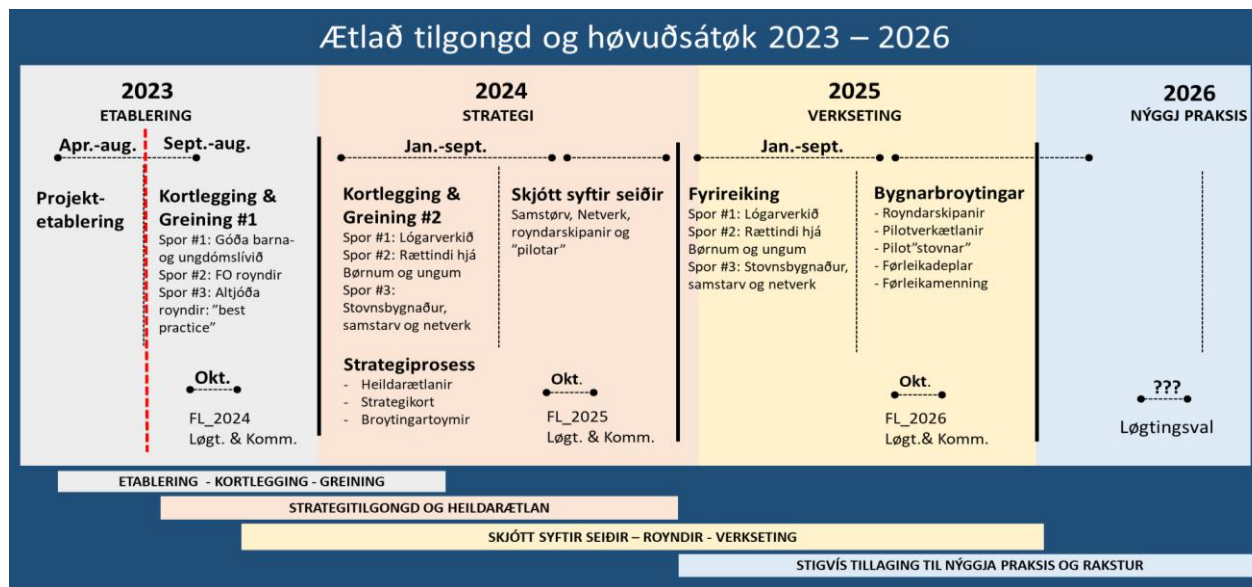 Ætlað tilgongd og høvuðsátøk 2023 – 2026
2023
ETABLERING
Apr.-aug.
Sept.-aug.
Projekt-
etablering
Kortlegging &
Greining #1
Spor #1: Góða barna-
og ungdómslívið
Spor #2: FO royndir
Spor #3: Altjóða
royndir: ”best
practice”
Okt.
FL_2024
Løgt. & Komm.
2024
STRATEGI
Jan.-sept.
Kortlegging &
Greining #2
Spor #1: Lógarverkið
Spor #2: Rættindi hjá
Børnum og ungum
Spor #3:
Stovnsbygnaður,
samstarv og netverk
Strategiprosess
- Heildarætlanir
- Strategikort
- Broytingartoymir
Skjótt syftir seiðir
Samstørv, Netverk,
royndarskipanir og
”pilotar”
Okt.
FL_2025
Løgt. & Komm.
2025
VERKSETING
Jan.-sept.
Fyrireiking
Spor #1: Lógarverkið
Spor #2: Rættindi hjá
Børnum og ungum
Spor #3: Stovnsbygnaður,
samstarv og netverk
Bygnarbroytingar
- Royndarskipanir
- Pilotverkætlanir
- Pilot”stovnar”
- Førleikadeplar
- Førleikamenning
Okt.
FL_2026
Løgt.& Komm.
2026
NÝGGJ PRAKSIS
???
Løgtingsval
ETABLERING - KORTLEGGING - GREINING
STRATEGITILGONGD OG HEILDARÆTLAN
SKJÓTT SYFTIR SEIÐIR – ROYNDIR - VERKSETING
STIGVÍS TILLAGING TIL NÝGGJA PRAKSIS OG RAKSTUR